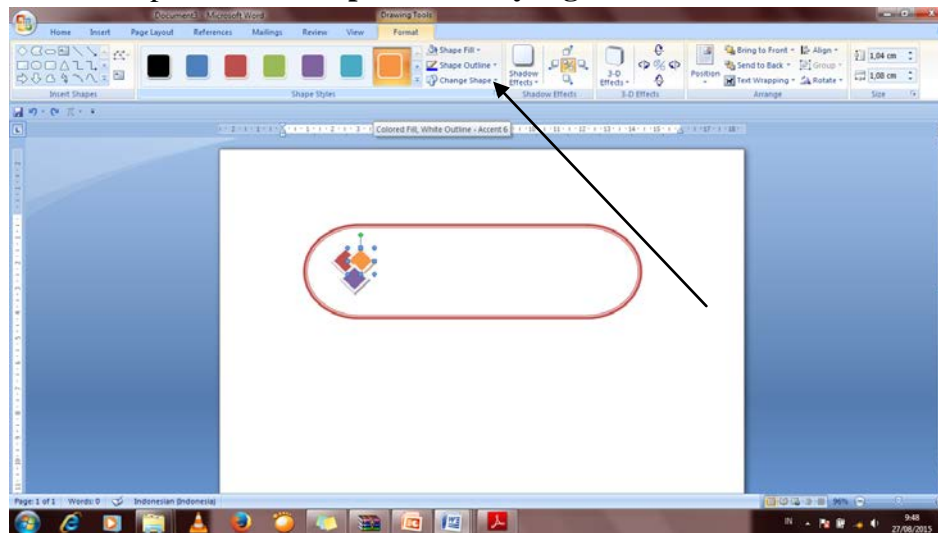 Document3 - Microsoft Word
Drawing Tools
Home Insert Page Layout References Mailings Review View Format
Shape Fill
Shape Outline
Change Shape
Shadow Effects
3-D Effects
Position
Bring to Front
Send to Back
Text Wrapping
Align
Group
Rotate
1,04 cm
1,08 cm
Insert Shapes
Shape Styles
Shadow Effects
3-D Effects
Arrange
Size
Colored Fill, White Outline - Accent 6
Page: 1 of 1
Words: 0
Indonesian (Indonesia)
96%
IN
9:48
27/08/2015